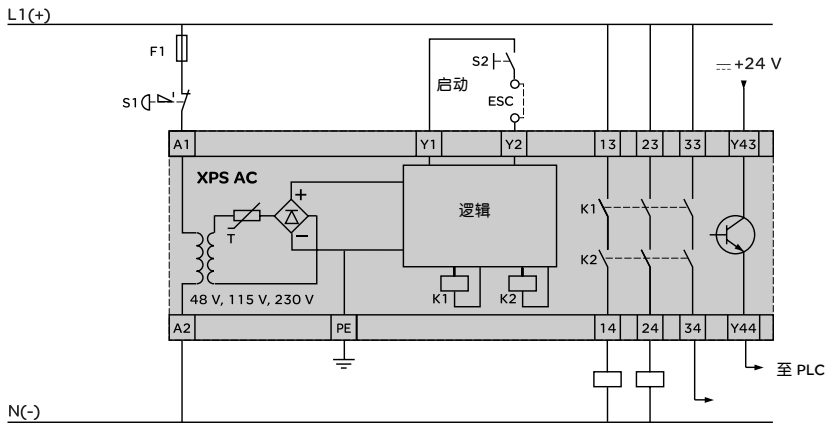 L1(+)
F1
S2
启动
ESC
⎓ +24 V
S1
A1
Y1
Y2
13
23
33
Y43
XPS AC
+
逻辑
K1
T
−
K2
48 V, 115 V, 230 V
K1
K2
A2
PE
14
24
34
Y44
至 PLC
N(-)